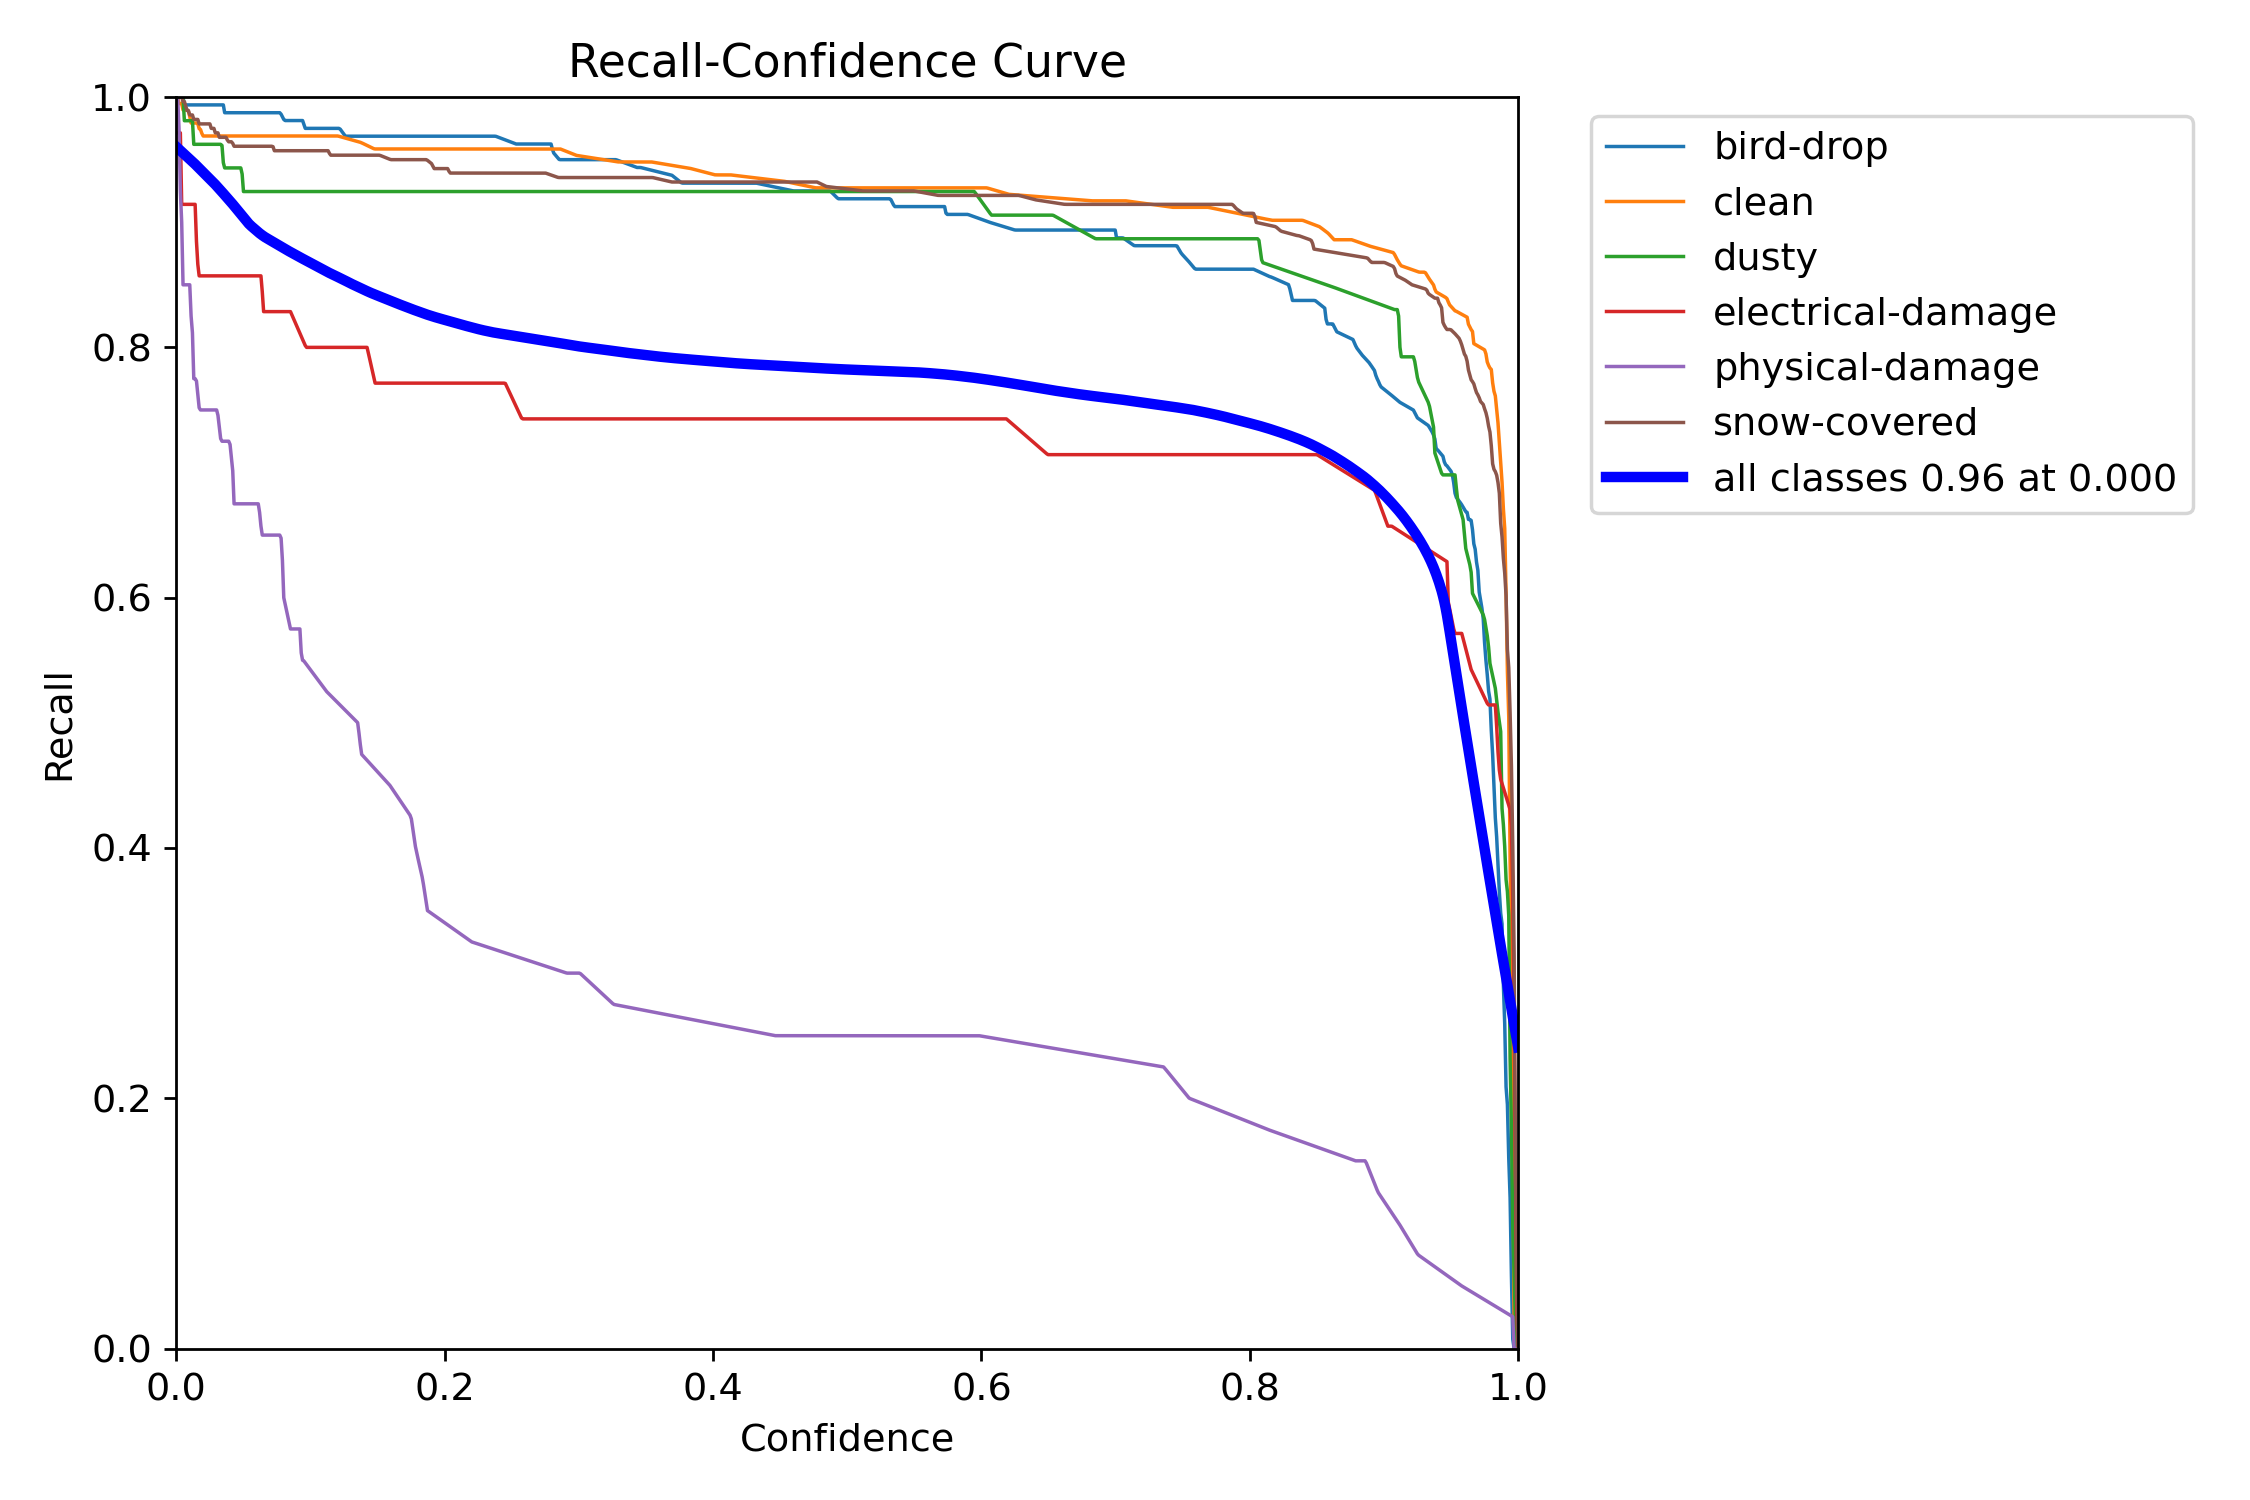 Recall-Confidence Curve
1.0
0.8
0.6
0.4
0.2
0.0
Recall
0.0 0.2 0.4 0.6 0.8 1.0
Confidence
bird-drop
clean
dusty
electrical-damage
physical-damage
snow-covered
all classes 0.96 at 0.000